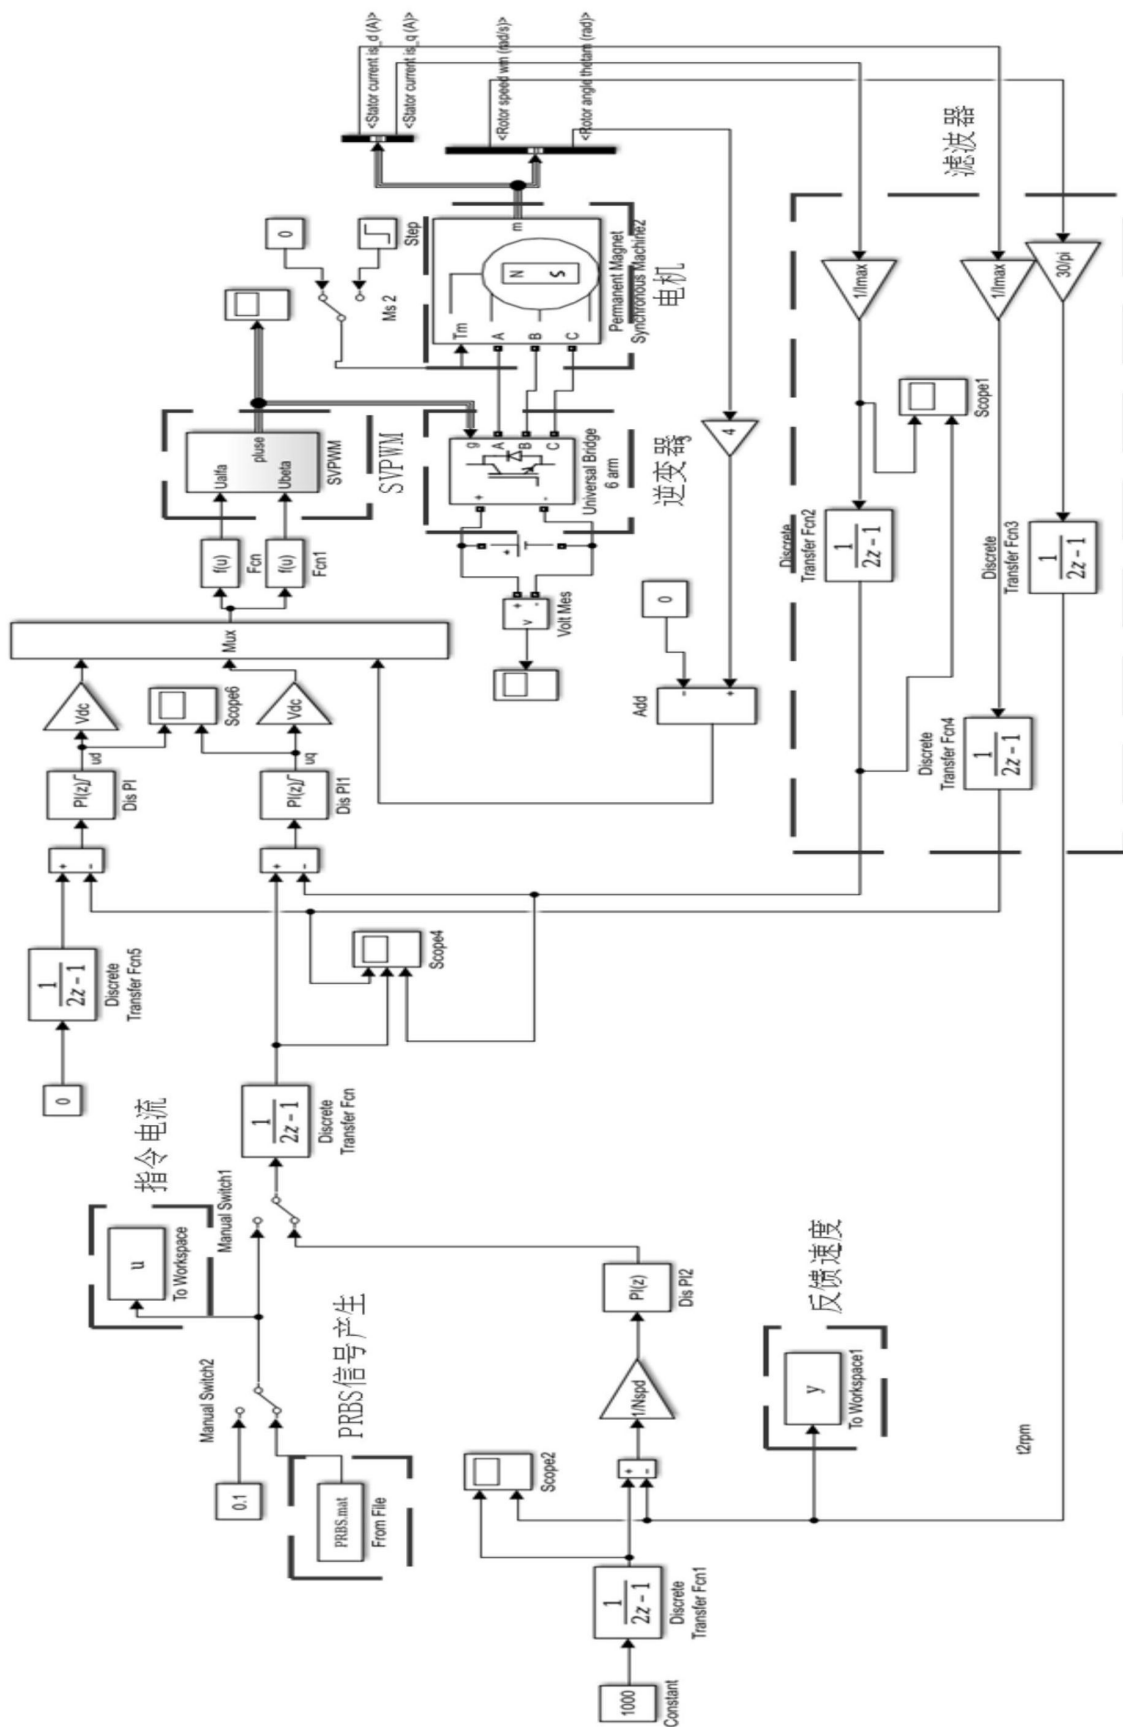 1000
Constant
1
2z − 1
Discrete
Transfer Fcn1
Scope2
+
-
1/Nspd
PI(z)
Dis PI2
0.1
Manual Switch2
PRBS.mat
From File
PRBS信号产生
u
To Workspace
指令电流
Manual Switch1
y
To Workspace1
反馈速度
t2rpm
1
2z − 1
Discrete
Transfer Fcn
0
1
2z − 1
Discrete
Transfer Fcn5
Scope4
+
-
PI(z)
Dis PI
ud
Vdc
+
-
PI(z)
Dis PI1
uq
Vdc
Scope6
Mux
f(u)
Fcn
f(u)
Fcn1
Ualfa
Ubeta
pluse
SVPWM
SVPWM
0
Add
-
+
4
v
+
-
Volt Mes
+
+
-
g
A
B
C
Universal Bridge
6 arm
逆变器
s
0
Step
Ms 2
Tm
A
B
C
m
N
S
Permanent Magnet
Synchronous Machine2
电机
<Stator current is_d (A)>
<Stator current is_q (A)>
<Rotor speed wm (rad/s)>
<Rotor angle thetam (rad)>
滤波器
1/Imax
1/Imax
30/pi
Scope1
Discrete
Transfer Fcn2
1
2z − 1
Discrete
Transfer Fcn4
1
2z − 1
Discrete
Transfer Fcn3
1
2z − 1